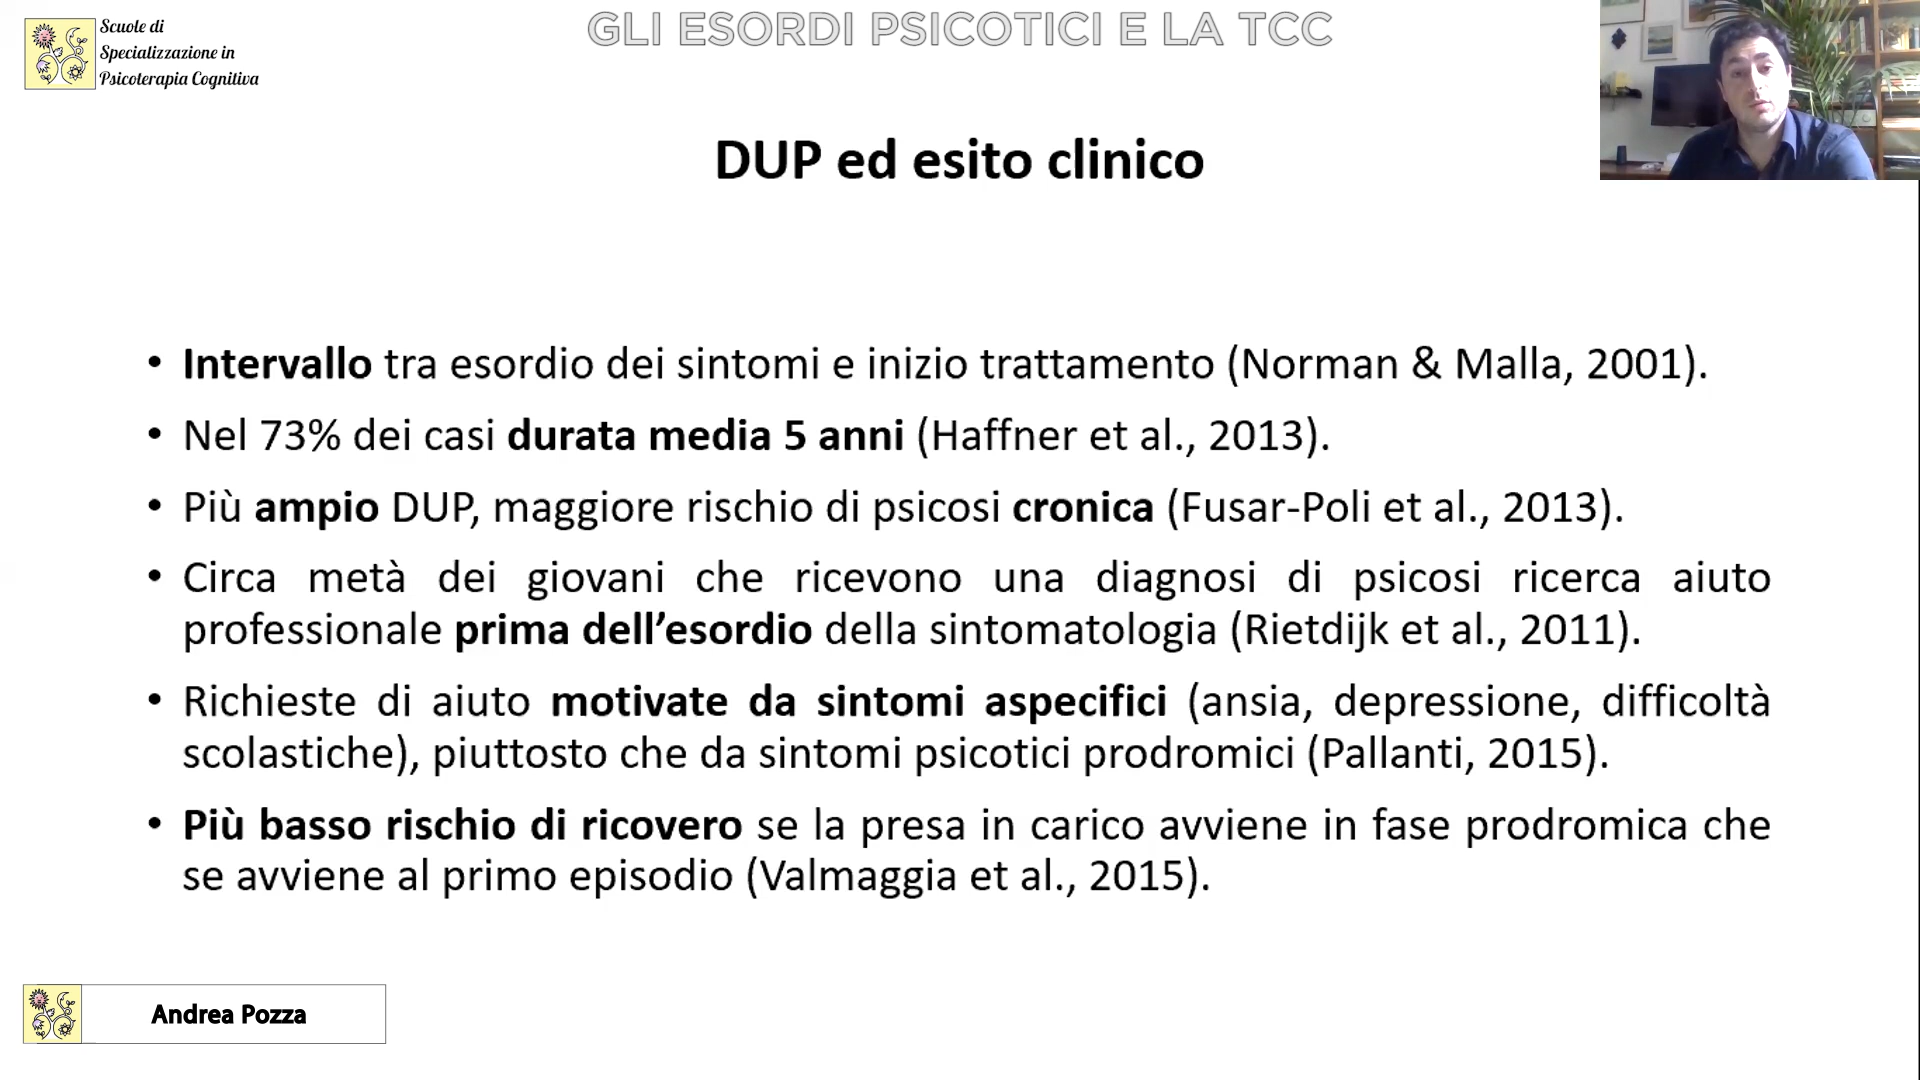 Scuole di
Specializzazione in
Psicoterapia Cognitiva
GLI ESORDI PSICOTICI E LA TCC
DUP ed esito clinico
• Intervallo tra esordio dei sintomi e inizio trattamento (Norman & Malla, 2001).
• Nel 73% dei casi durata media 5 anni (Haffner et al., 2013).
• Più ampio DUP, maggiore rischio di psicosi cronica (Fusar-Poli et al., 2013).
• Circa metà dei giovani che ricevono una diagnosi di psicosi ricerca aiuto
professionale prima dell’esordio della sintomatologia (Rietdijk et al., 2011).
• Richieste di aiuto motivate da sintomi aspecifici (ansia, depressione, difficoltà
scolastiche), piuttosto che da sintomi psicotici prodromici (Pallanti, 2015).
• Più basso rischio di ricovero se la presa in carico avviene in fase prodromica che
se avviene al primo episodio (Valmaggia et al., 2015).
Andrea Pozza